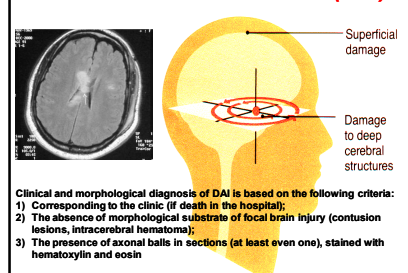 Superficial
damage
Damage
to deep
cerebral
structures
Clinical and morphological diagnosis of DAI is based on the following criteria:
1) Corresponding to the clinic (if death in the hospital);
2) The absence of morphological substrate of focal brain injury (contusion
lesions, intracerebral hematoma);
3) The presence of axonal balls in sections (at least even one), stained with
hematoxylin and eosin